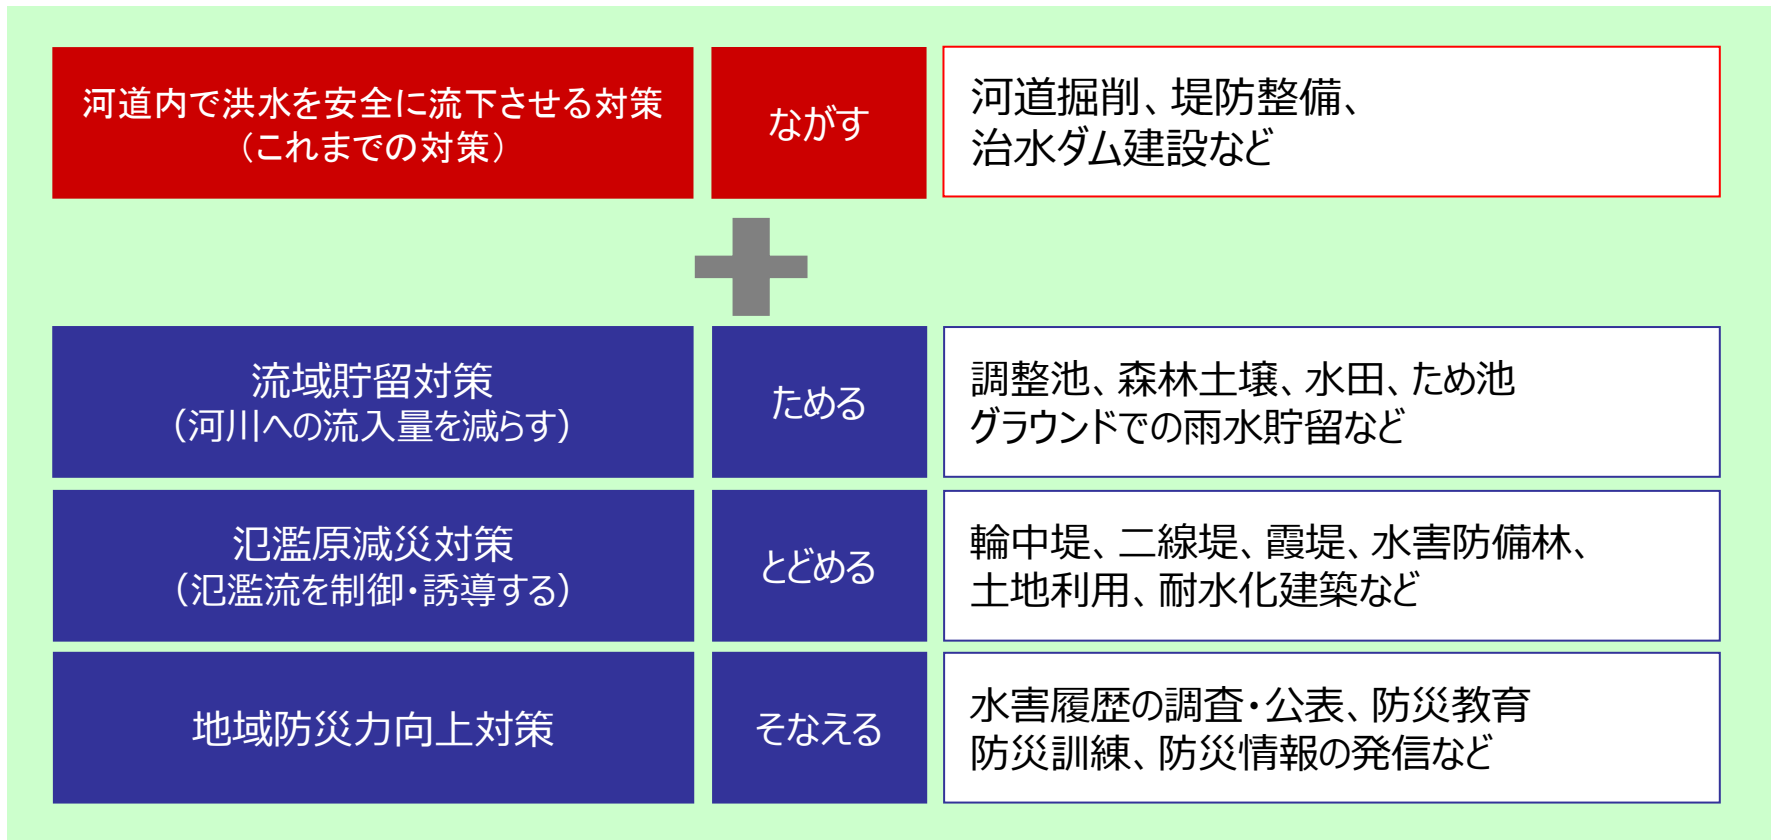 河道内で洪水を安全に流下させる対策
（これまでの対策）
ながす
河道掘削、堤防整備、
治水ダム建設など
流域貯留対策
（河川への流入量を減らす）
ためる
調整池、森林土壌、水田、ため池
グラウンドでの雨水貯留など
氾濫原減災対策
（氾濫流を制御・誘導する）
とどめる
輪中堤、二線堤、霞堤、水害防備林、
土地利用、耐水化建築など
地域防災力向上対策
そなえる
水害履歴の調査・公表、防災教育
防災訓練、防災情報の発信など